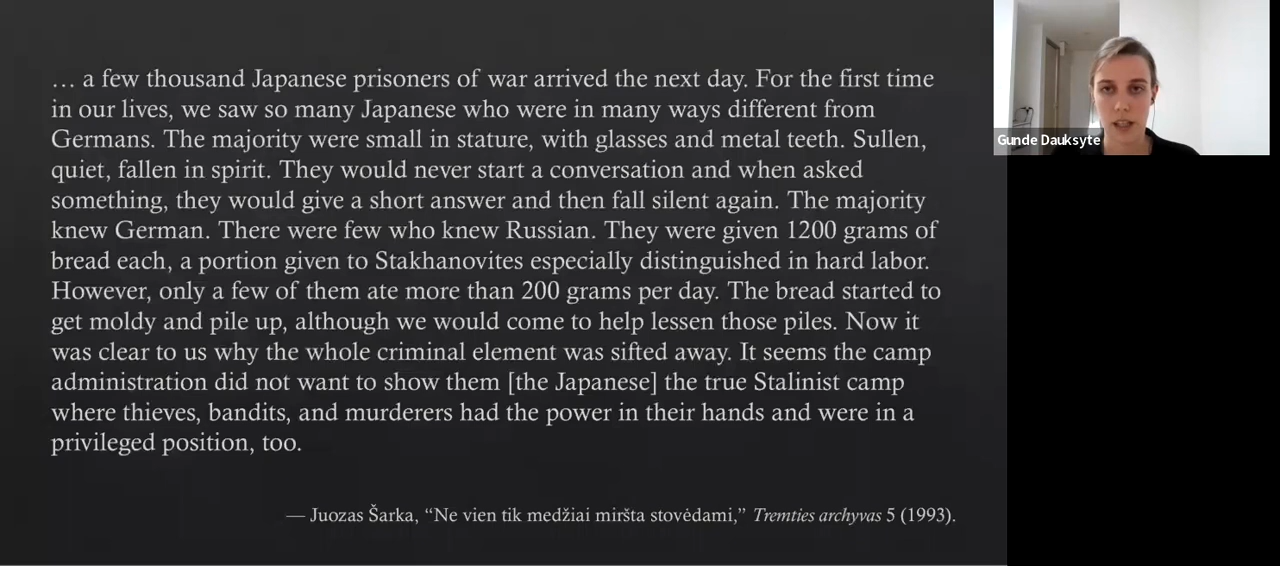 … a few thousand Japanese prisoners of war arrived the next day. For the first time
in our lives, we saw so many Japanese who were in many ways different from
Germans. The majority were small in stature, with glasses and metal teeth. Sullen,
quiet, fallen in spirit. They would never start a conversation and when asked
something, they would give a short answer and then fall silent again. The majority
knew German. There were few who knew Russian. They were given 1200 grams of
bread each, a portion given to Stakhanovites especially distinguished in hard labor.
However, only a few of them ate more than 200 grams per day. The bread started to
get moldy and pile up, although we would come to help lessen those piles. Now it
was clear to us why the whole criminal element was sifted away. It seems the camp
administration did not want to show them [the Japanese] the true Stalinist camp
where thieves, bandits, and murderers had the power in their hands and were in a
privileged position, too.
— Juozas Šarka, “Ne vien tik medžiai miršta stovėdami,” Tremties archyvas 5 (1993).
Gunde Dauksyte